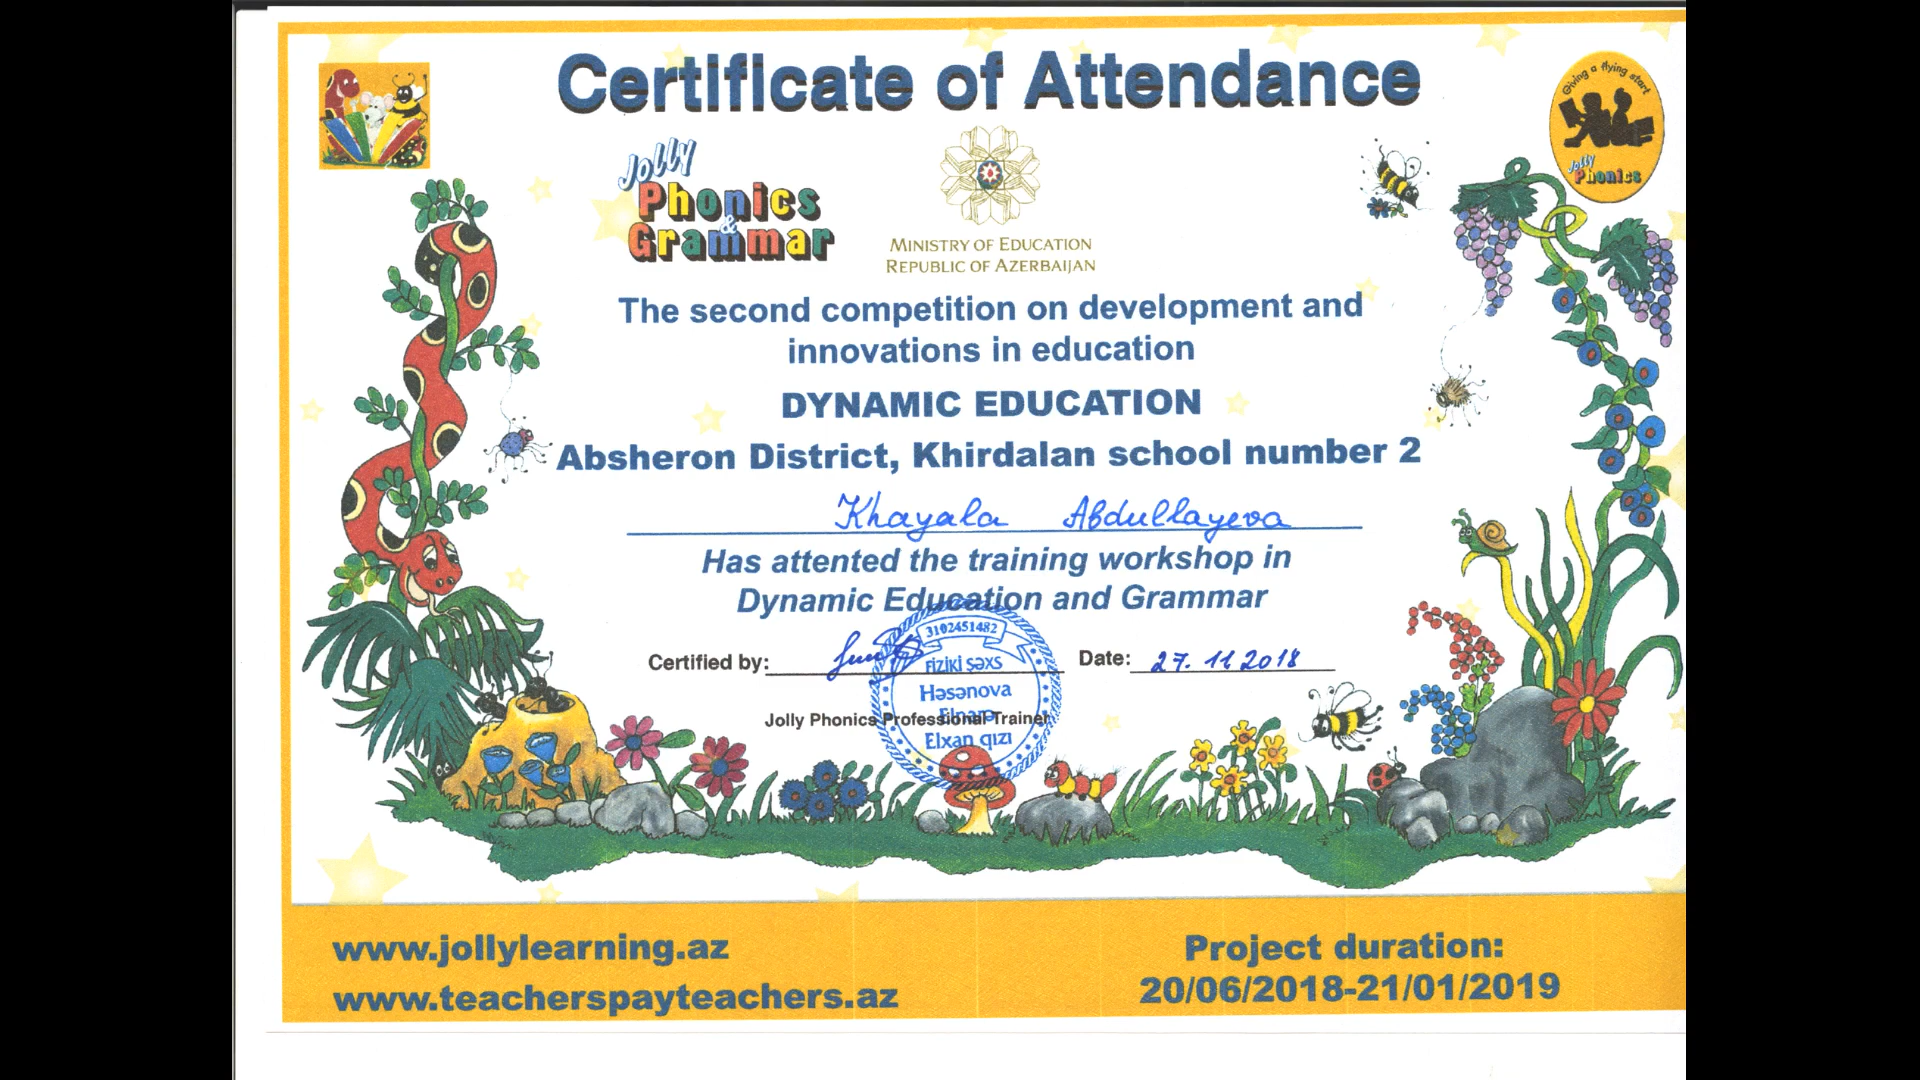 Certificate of Attendance
Giving a flying start
Jolly
Phonics
Jolly
Phonics
&
Grammar
MINISTRY OF EDUCATION
REPUBLIC OF AZERBAIJAN
The second competition on development and
innovations in education
DYNAMIC EDUCATION
Absheron District, Khirdalan school number 2
Khayala Abdullayeva
Has attented the training workshop in
Dynamic Education and Grammar
Certified by:
Date: 27.11.2018
Jolly Phonics Professional Trainer
3102451482
FİZİKİ ŞƏXS
Həsənova
Elxan qızı
www.jollylearning.az
www.teacherspayteachers.az
Project duration:
20/06/2018-21/01/2019